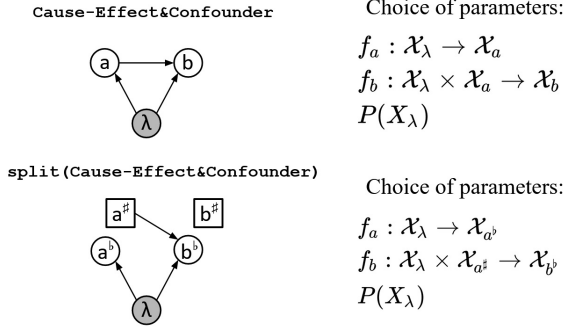 Cause-Effect&Confounder
a
b
λ
Choice of parameters:
f_a : 𝒳_λ → 𝒳_a
f_b : 𝒳_λ × 𝒳_a → 𝒳_b
P(X_λ)
split(Cause-Effect&Confounder)
a♯
b♯
a♭
b♭
λ
Choice of parameters:
f_a : 𝒳_λ → 𝒳_{a♭}
f_b : 𝒳_λ × 𝒳_{a♯} → 𝒳_{b♭}
P(X_λ)